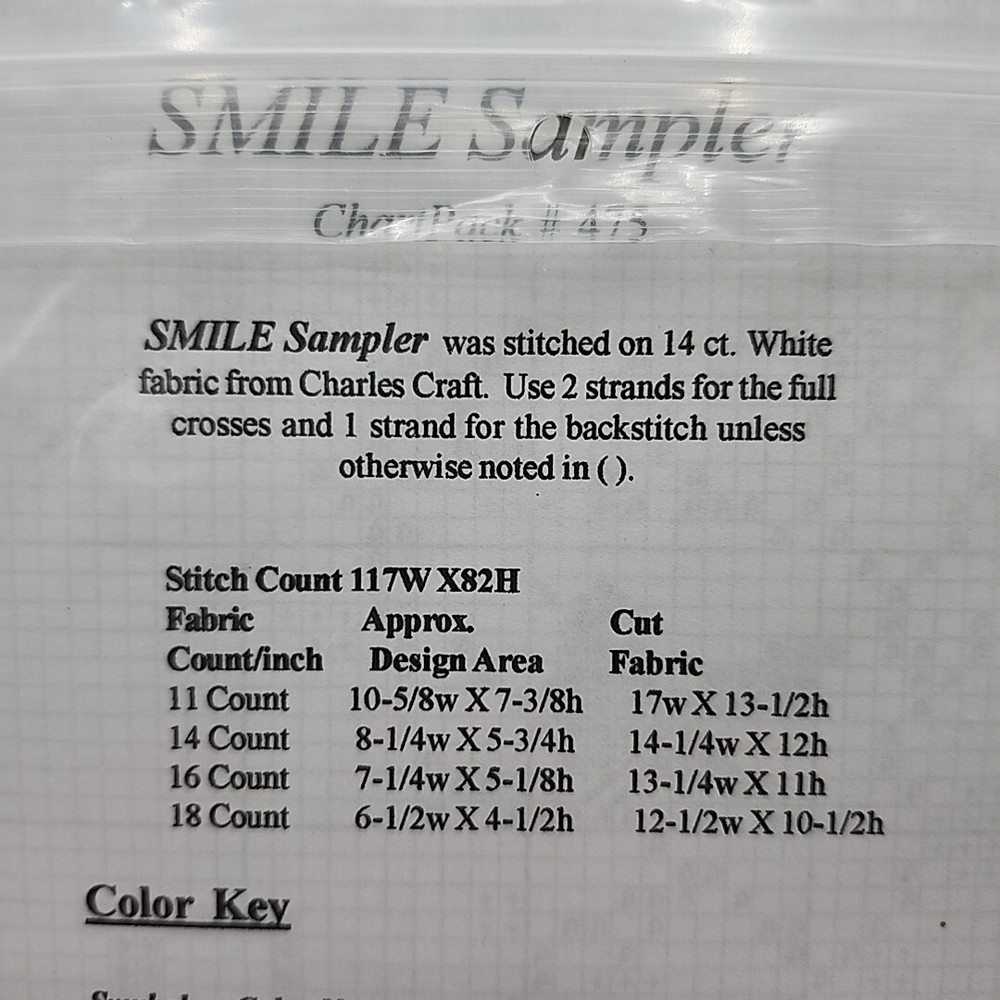 SMILE Sampler
ChartPack # 475
SMILE Sampler was stitched on 14 ct. White
fabric from Charles Craft. Use 2 strands for the full
crosses and 1 strand for the backstitch unless
otherwise noted in ( ).
Stitch Count 117W X82H
Fabric Approx. Cut
Count/inch Design Area Fabric
11 Count 10-5/8w X 7-3/8h 17w X 13-1/2h
14 Count 8-1/4w X 5-3/4h 14-1/4w X 12h
16 Count 7-1/4w X 5-1/8h 13-1/4w X 11h
18 Count 6-1/2w X 4-1/2h 12-1/2w X 10-1/2h
Color Key